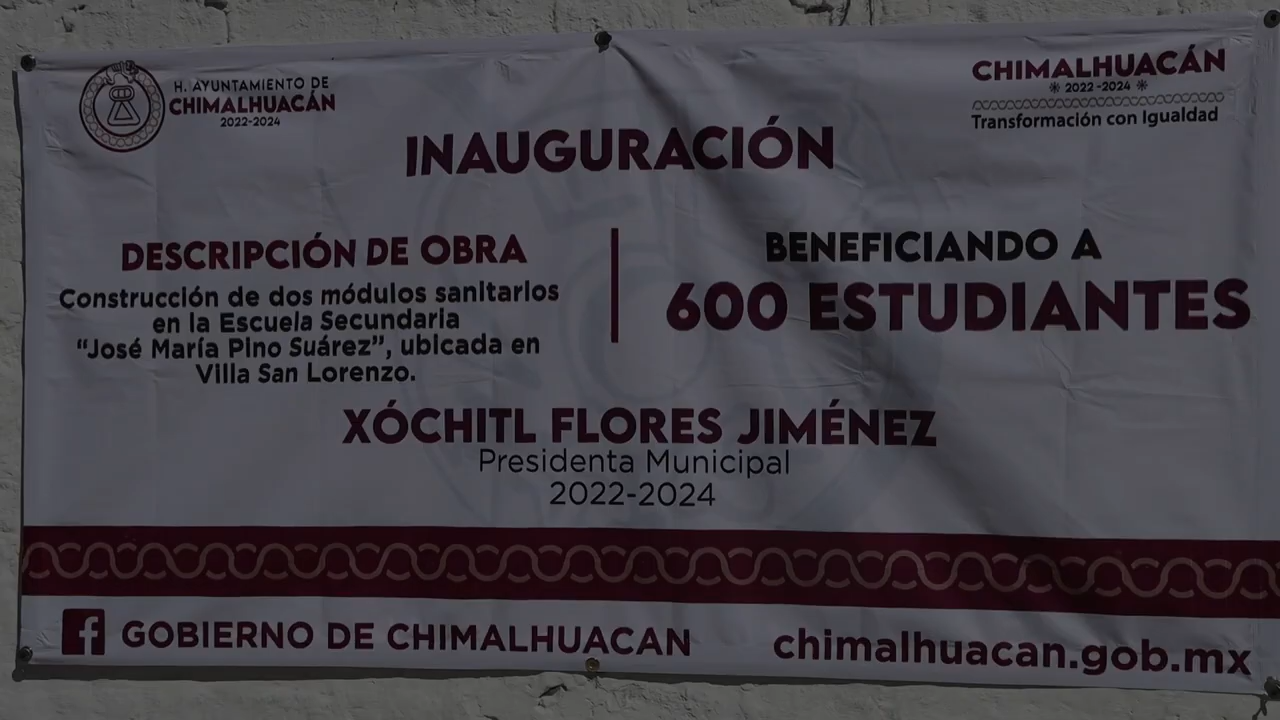 H. AYUNTAMIENTO DE
CHIMALHUACÁN
2022-2024
CHIMALHUACÁN
2022-2024
Transformación con Igualdad
INAUGURACIÓN
DESCRIPCIÓN DE OBRA
Construcción de dos módulos sanitarios
en la Escuela Secundaria
“José María Pino Suárez”, ubicada en
Villa San Lorenzo.
BENEFICIANDO A
600 ESTUDIANTES
XÓCHITL FLORES JIMÉNEZ
Presidenta Municipal
2022-2024
GOBIERNO DE CHIMALHUACAN
chimalhuacan.gob.mx